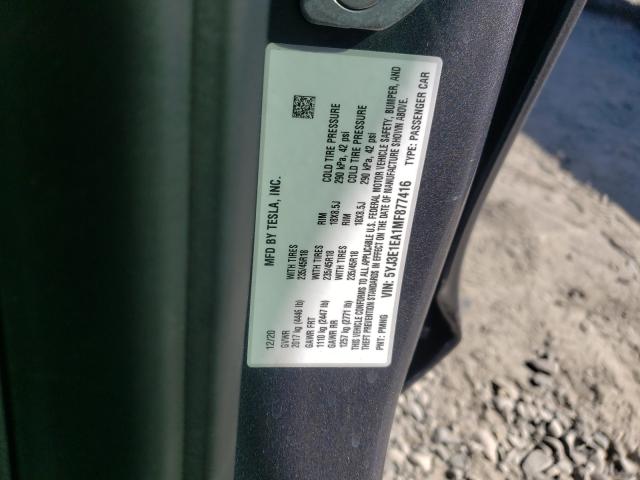 MFD BY TESLA, INC.
12/20
GVWR WITH TIRES RIM COLD TIRE PRESSURE
2017 kg (4446 lb) 235/45R18 18X8.5J 290 kPa, 42 psi
GAWR FRT WITH TIRES RIM COLD TIRE PRESSURE
1110 kg (2447 lb) 235/45R18 18X8.5J 290 kPa, 42 psi
GAWR RR WITH TIRES
1257 kg (2771 lb) 235/45R18
THIS VEHICLE CONFORMS TO ALL APPLICABLE U.S. FEDERAL MOTOR VEHICLE SAFETY, BUMPER, AND
THEFT PREVENTION STANDARDS IN EFFECT ON THE DATE OF MANUFACTURE SHOWN ABOVE.
VIN: 5YJ3E1EA1MF877416
PNT: PMNG TYPE: PASSENGER CAR